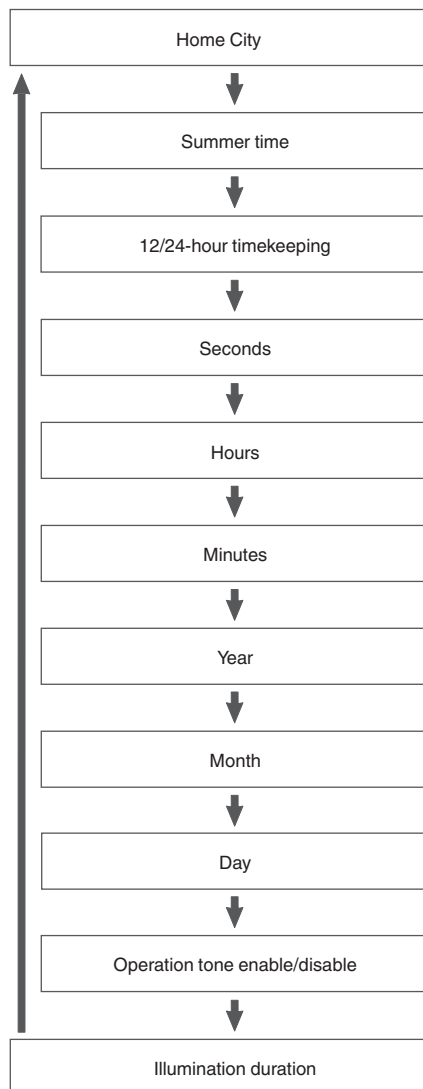 Home City
Summer time
12/24-hour timekeeping
Seconds
Hours
Minutes
Year
Month
Day
Operation tone enable/disable
Illumination duration